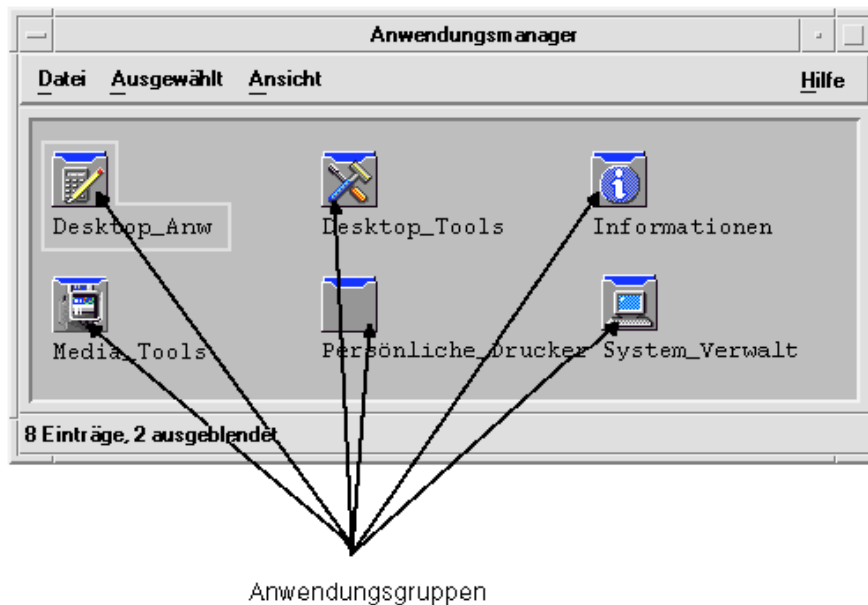 Anwendungsmanager
Datei Ausgewählt Ansicht Hilfe
Desktop_Anw Desktop_Tools Informationen
Media_Tools Persönliche_Drucker System_Verwalt
8 Einträge, 2 ausgeblendet
Anwendungsgruppen